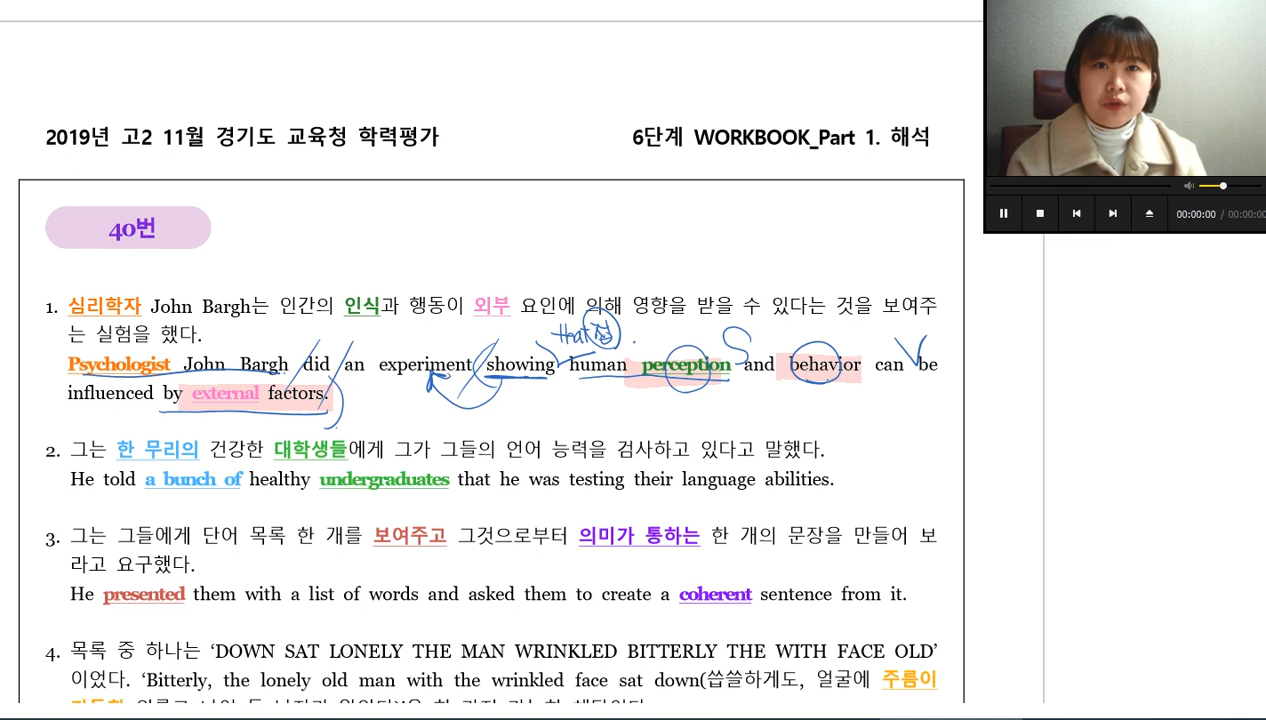 2019년 고2 11월 경기도 교육청 학력평가
6단계 WORKBOOK_Part 1. 해석
00:00:00 / 00:00:00
40번
1. 심리학자 John Bargh는 인간의 인식과 행동이 외부 요인에 의해 영향을 받을 수 있다는 것을 보여주
는 실험을 했다.
that 접.
S
V
Psychologist John Bargh did an experiment showing human perception and behavior can be
influenced by external factors.
2. 그는 한 무리의 건강한 대학생들에게 그가 그들의 언어 능력을 검사하고 있다고 말했다.
He told a bunch of healthy undergraduates that he was testing their language abilities.
3. 그는 그들에게 단어 목록 한 개를 보여주고 그것으로부터 의미가 통하는 한 개의 문장을 만들어 보
라고 요구했다.
He presented them with a list of words and asked them to create a coherent sentence from it.
4. 목록 중 하나는 ‘DOWN SAT LONELY THE MAN WRINKLED BITTERLY THE WITH FACE OLD’
이었다. ‘Bitterly, the lonely old man with the wrinkled face sat down(씁쓸하게도, 얼굴에 주름이